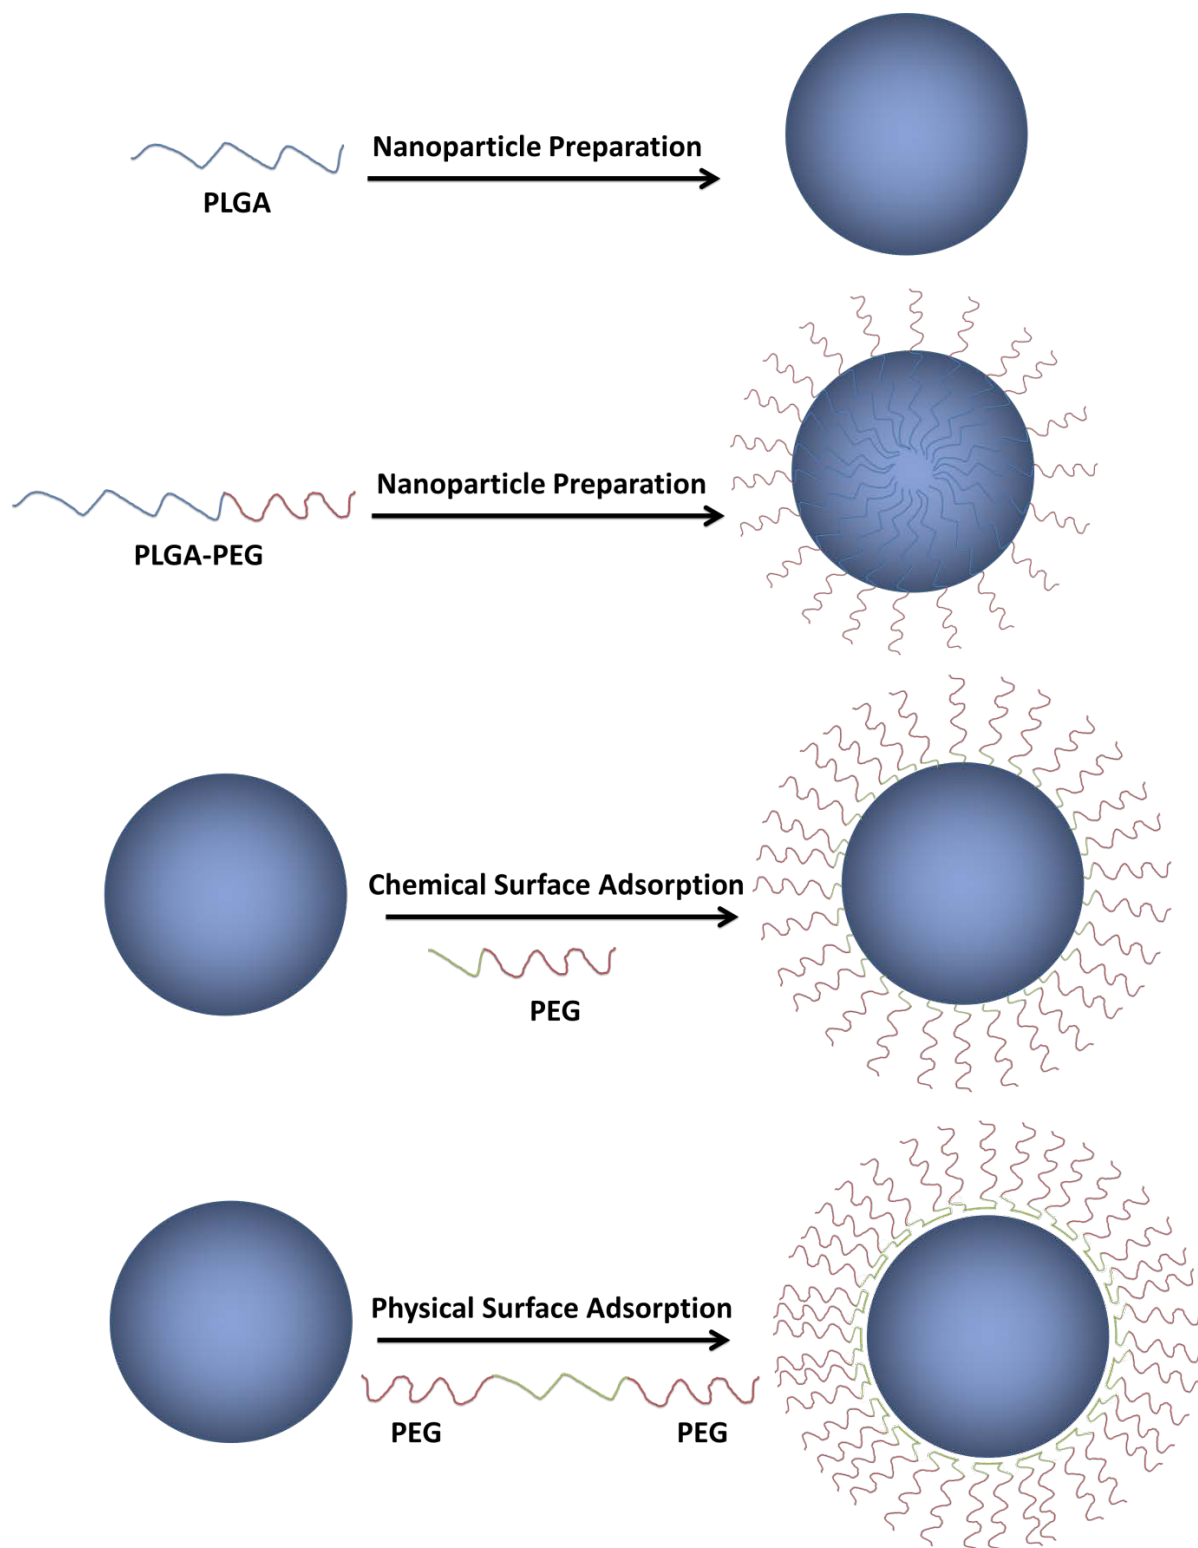 Nanoparticle Preparation
PLGA
Nanoparticle Preparation
PLGA-PEG
Chemical Surface Adsorption
PEG
Physical Surface Adsorption
PEG PEG